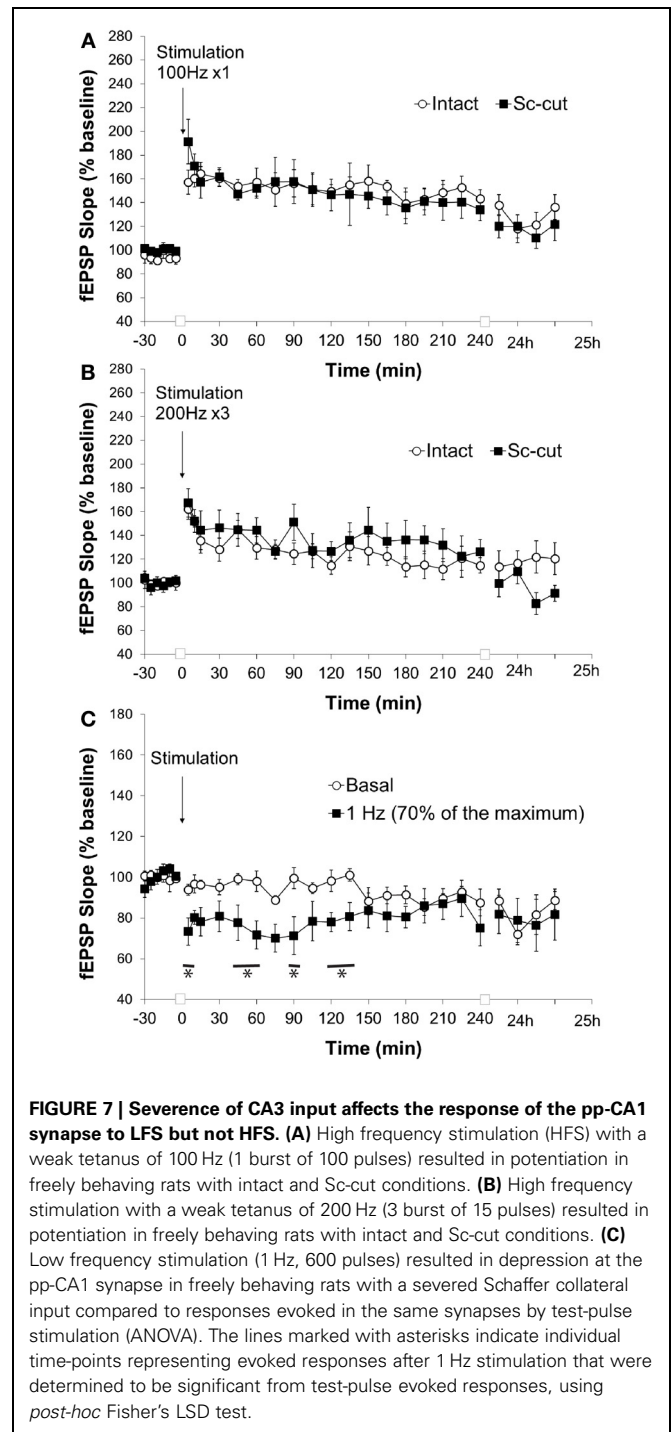 A
Stimulation
100Hz x1
Intact
Sc-cut
fEPSP Slope (% baseline)
280
260
240
220
200
180
160
140
120
100
80
60
40
-30 0 30 60 90 120 150 180 210 240 24h 25h
Time (min)
B
Stimulation
200Hz x3
Intact
Sc-cut
fEPSP Slope (% baseline)
280
260
240
220
200
180
160
140
120
100
80
60
40
-30 0 30 60 90 120 150 180 210 240 24h 25h
Time (min)
C
Stimulation
Basal
1 Hz (70% of the maximum)
fEPSP Slope (% baseline)
180
160
140
120
100
80
60
40
* * * *
-30 0 30 60 90 120 150 180 210 240 24h 25h
Time (min)
FIGURE 7 | Severence of CA3 input affects the response of the pp-CA1
synapse to LFS but not HFS. (A) High frequency stimulation (HFS) with a
weak tetanus of 100 Hz (1 burst of 100 pulses) resulted in potentiation in
freely behaving rats with intact and Sc-cut conditions. (B) High frequency
stimulation with a weak tetanus of 200 Hz (3 burst of 15 pulses) resulted in
potentiation in freely behaving rats with intact and Sc-cut conditions. (C)
Low frequency stimulation (1 Hz, 600 pulses) resulted in depression at the
pp-CA1 synapse in freely behaving rats with a severed Schaffer collateral
input compared to responses evoked in the same synapses by test-pulse
stimulation (ANOVA). The lines marked with asterisks indicate individual
time-points representing evoked responses after 1 Hz stimulation that were
determined to be significant from test-pulse evoked responses, using
post-hoc Fisher's LSD test.